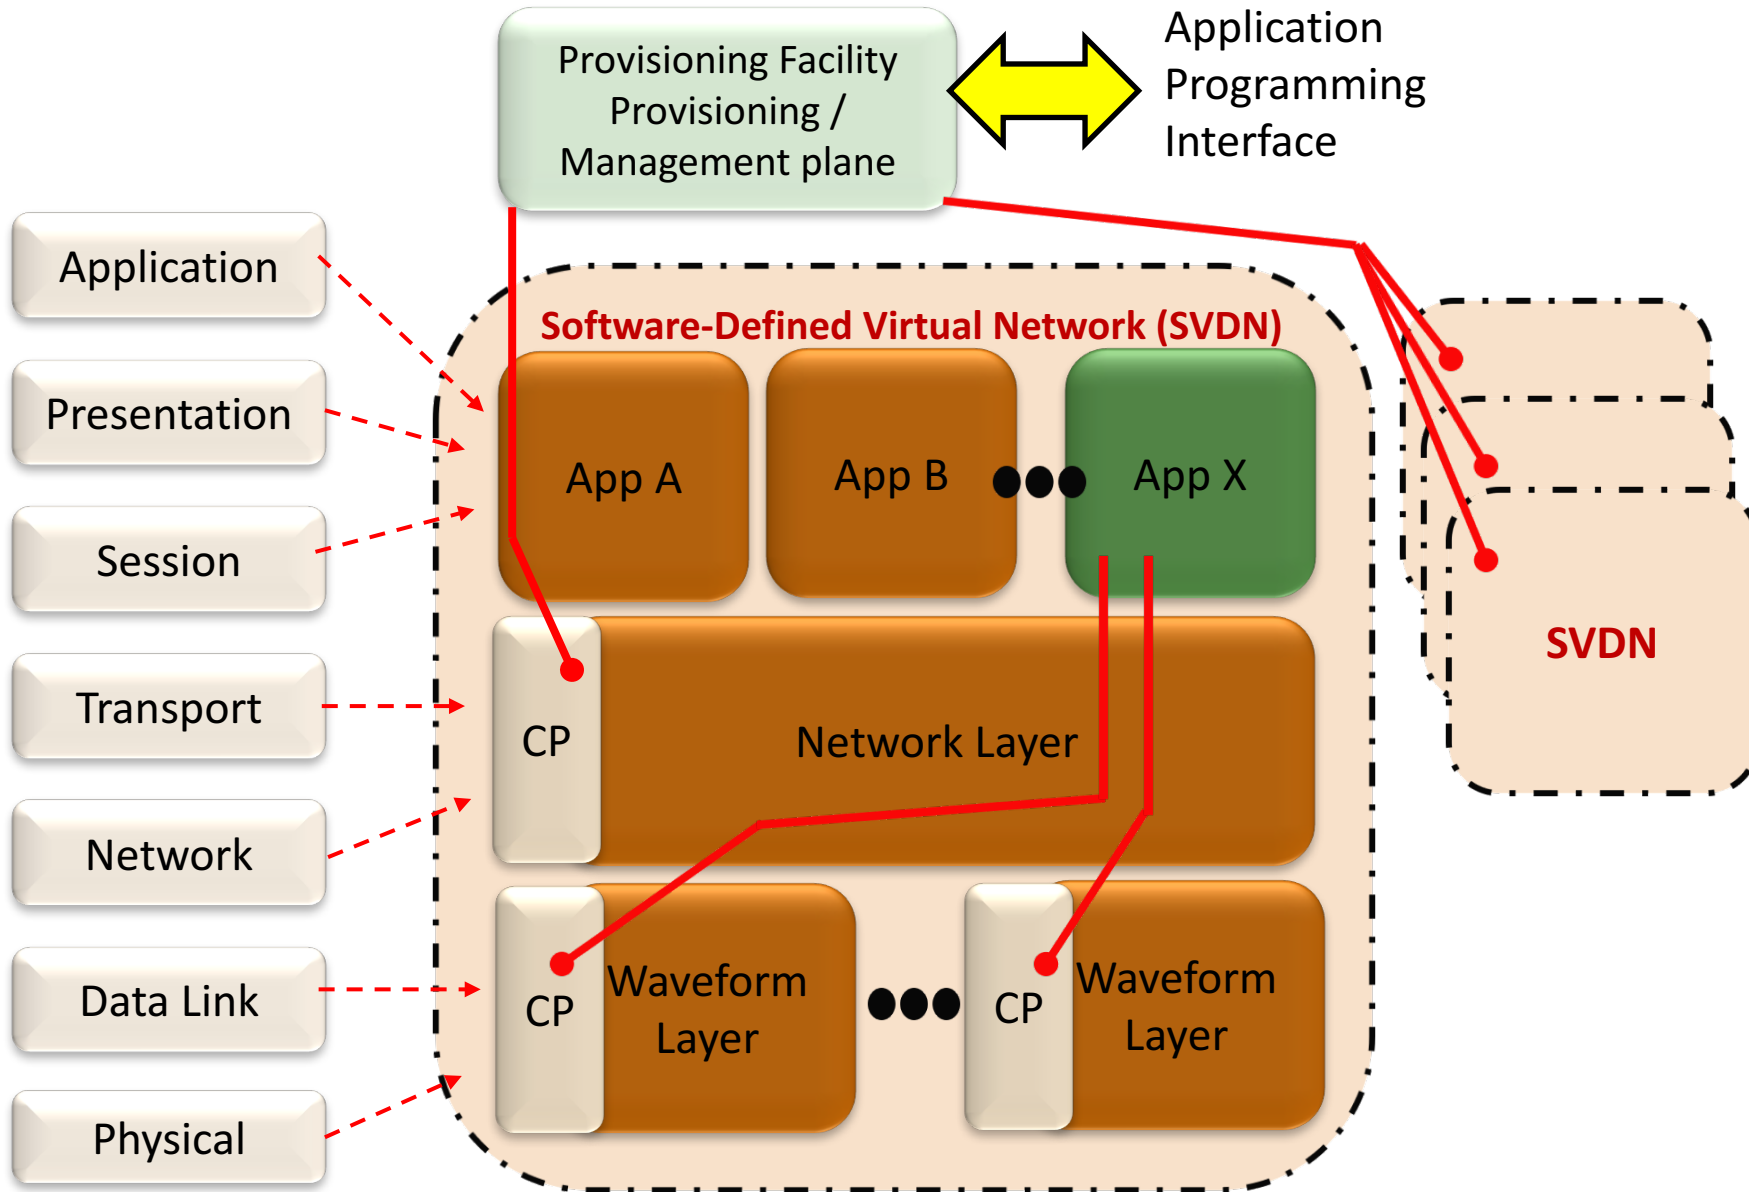 Provisioning Facility
Provisioning /
Management plane
Application
Programming
Interface
Application
Presentation
Session
Transport
Network
Data Link
Physical
Software-Defined Virtual Network (SVDN)
App A
App B
App X
CP
Network Layer
CP
Waveform
Layer
CP
Waveform
Layer
SVDN